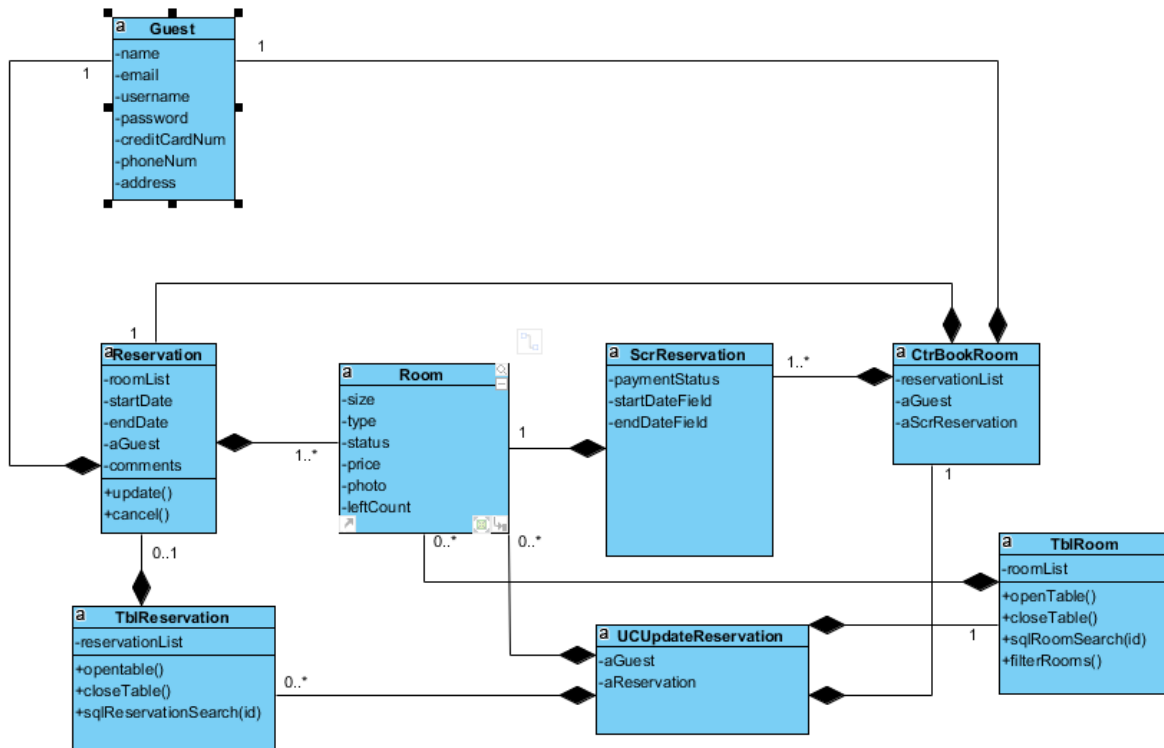 a
Guest
-name
-email
-username
-password
-creditCardNum
-phoneNum
-address
1
1
1
a
Reservation
-roomList
-startDate
-endDate
-aGuest
-comments
+update()
+cancel()
1..*
0..1
a
Room
-size
-type
-status
-price
-photo
-leftCount
1
0..*
0..*
a
ScrReservation
-paymentStatus
-startDateField
-endDateField
1..*
a
CtrBookRoom
-reservationList
-aGuest
-aScrReservation
1
a
TblRoom
-roomList
+openTable()
+closeTable()
+sqlRoomSearch(id)
+filterRooms()
1
a
TblReservation
-reservationList
+opentable()
+closeTable()
+sqlReservationSearch(id)
0..*
a
UCUpdateReservation
-aGuest
-aReservation